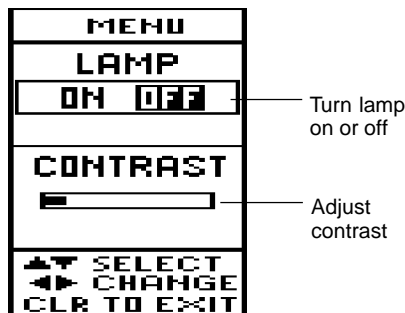 MENU
LAMP
ON OFF
Turn lamp
on or off
CONTRAST
Adjust
contrast
▲▼ SELECT
◀▶ CHANGE
CLR TO EXIT